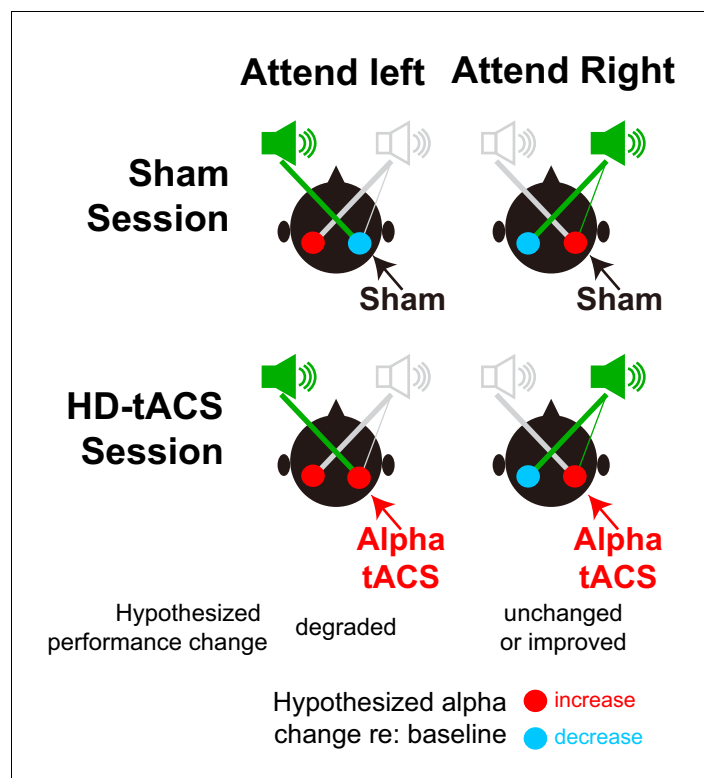 Attend left
Attend Right
Sham
Session
Sham
Sham
HD-tACS
Session
Alpha
tACS
Alpha
tACS
Hypothesized
performance change
degraded
unchanged
or improved
Hypothesized alpha
change re: baseline
increase
decrease